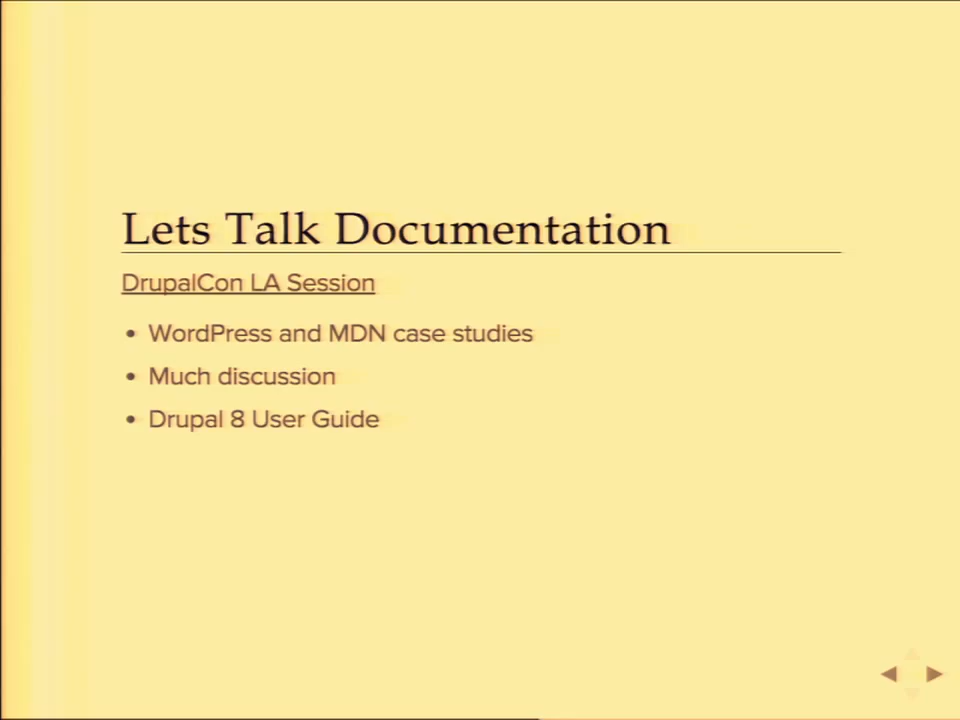 Lets Talk Documentation
DrupalCon LA Session
• WordPress and MDN case studies
• Much discussion
• Drupal 8 User Guide